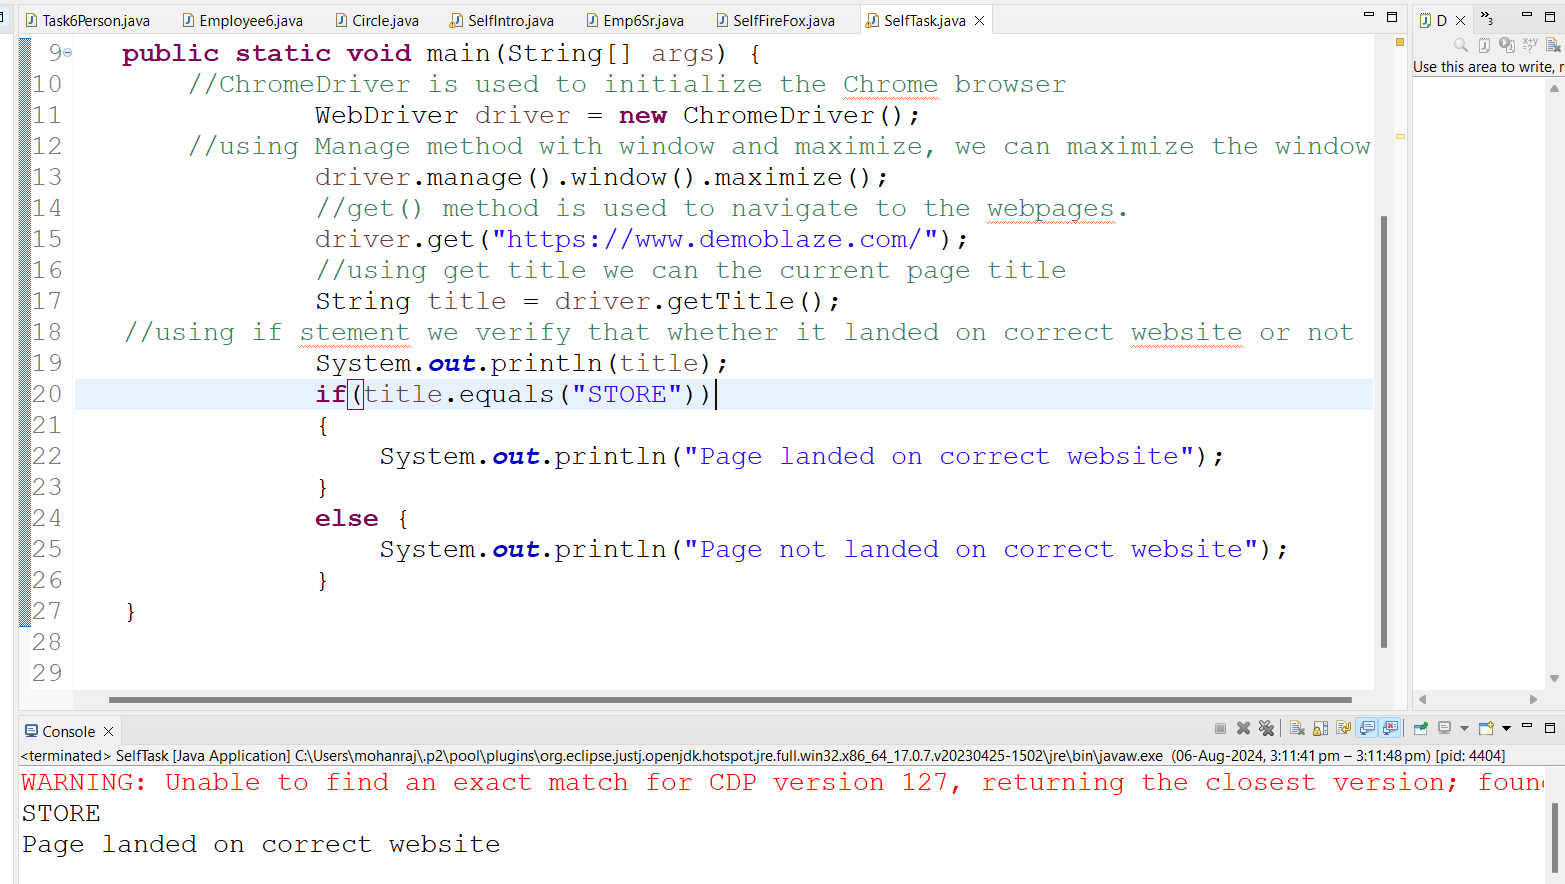 Task6Person.java Employee6.java Circle.java SelfIntro.java Emp6Sr.java SelfFireFox.java SelfTask.java D 3
9 public static void main(String[] args) {
10 //ChromeDriver is used to initialize the Chrome browser
11 WebDriver driver = new ChromeDriver();
12 //using Manage method with window and maximize, we can maximize the window
13 driver.manage().window().maximize();
14 //get() method is used to navigate to the webpages.
15 driver.get("https://www.demoblaze.com/");
16 //using get title we can the current page title
17 String title = driver.getTitle();
18 //using if stement we verify that whether it landed on correct website or not
19 System.out.println(title);
20 if(title.equals("STORE"))
21 {
22 System.out.println("Page landed on correct website");
23 }
24 else {
25 System.out.println("Page not landed on correct website");
26 }
27 }
28
29
Use this area to write, r
Console
<terminated> SelfTask [Java Application] C:\Users\mohanraj\.p2\pool\plugins\org.eclipse.justj.openjdk.hotspot.jre.full.win32.x86_64_17.0.7.v20230425-1502\jre\bin\javaw.exe (06-Aug-2024, 3:11:41 pm – 3:11:48 pm) [pid: 4404]
WARNING: Unable to find an exact match for CDP version 127, returning the closest version; foun
STORE
Page landed on correct website